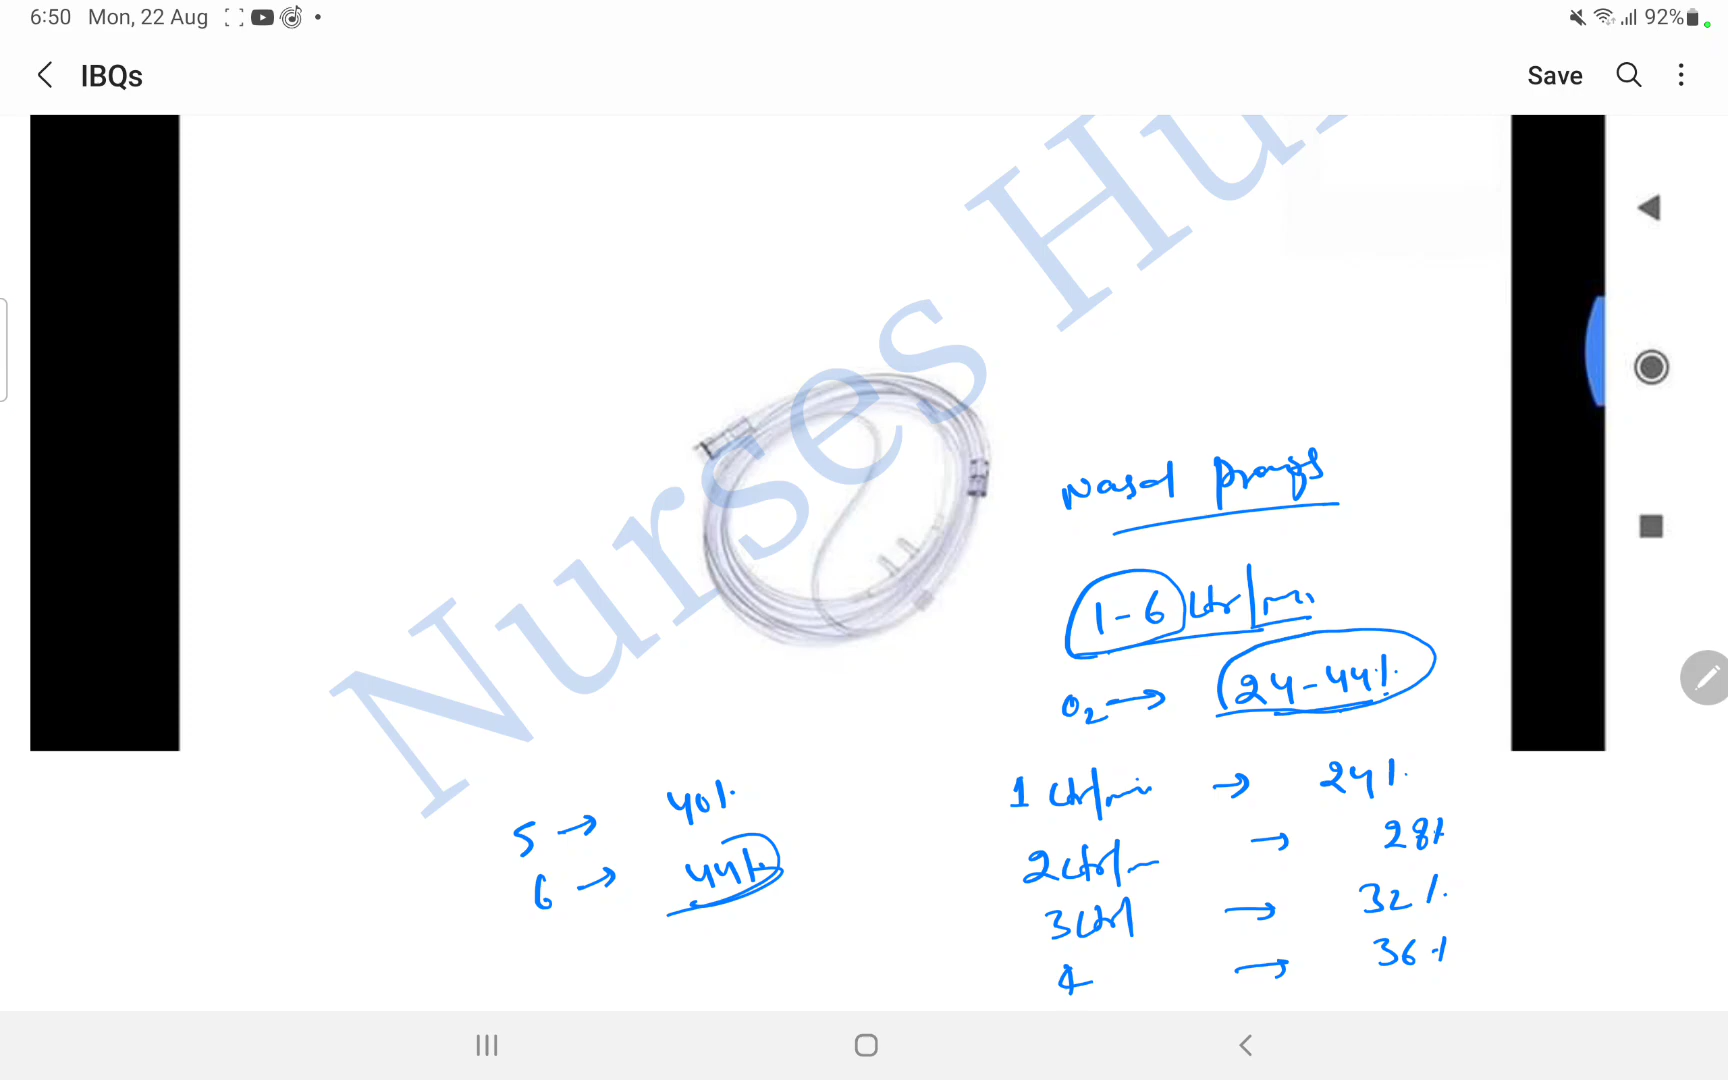 6:50 Mon, 22 Aug 92%
IBQs Save
Nurses Hu
Nasal Prongs
1-6 Ltr/min
O2 → 24-44%
1 Ltr/min → 24%
2 Ltr/m → 28%
3 Ltr/ → 32%
4 → 36%
5 → 40%
6 → 44%